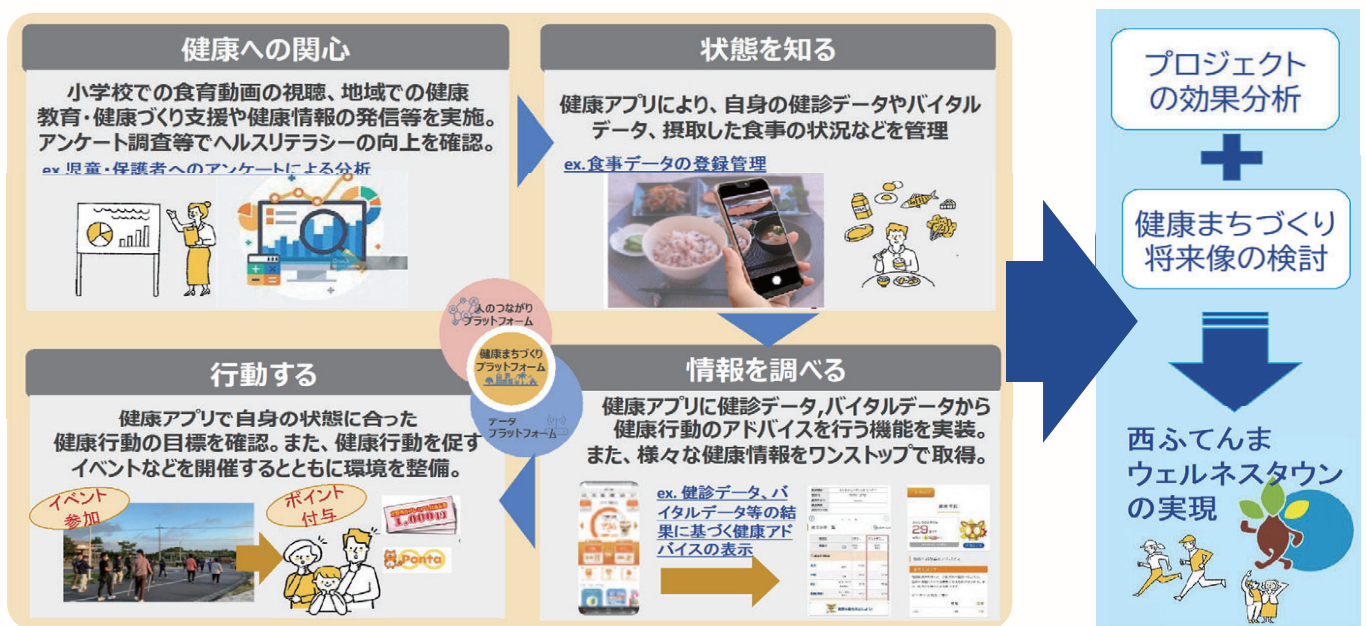 健康への関心
小学校での食育動画の視聴、地域での健康
教育・健康づくり支援や健康情報の発信等を実施。
アンケート調査等でヘルスリテラシーの向上を確認。
ex.児童・保護者へのアンケートによる分析
状態を知る
健康アプリにより、自身の健診データやバイタル
データ、摂取した食事の状況などを管理
ex.食事データの登録管理
人のつながり
プラットフォーム
健康まちづくり
プラットフォーム
データ
プラットフォーム
行動する
健康アプリで自身の状態に合った
健康行動の目標を確認。また、健康行動を促す
イベントなどを開催するとともに環境を整備。
イベント
参加
ポイント
付与
1,000円
Ponta
情報を調べる
健康アプリに健診データ,バイタルデータから
健康行動のアドバイスを行う機能を実装。
また、様々な健康情報をワンストップで取得。
ex. 健診データ、バ
イタルデータ等の結
果に基づく健康アド
バイスの表示
29
プロジェクト
の効果分析
健康まちづくり
将来像の検討
西ふてんま
ウェルネスタウン
の実現